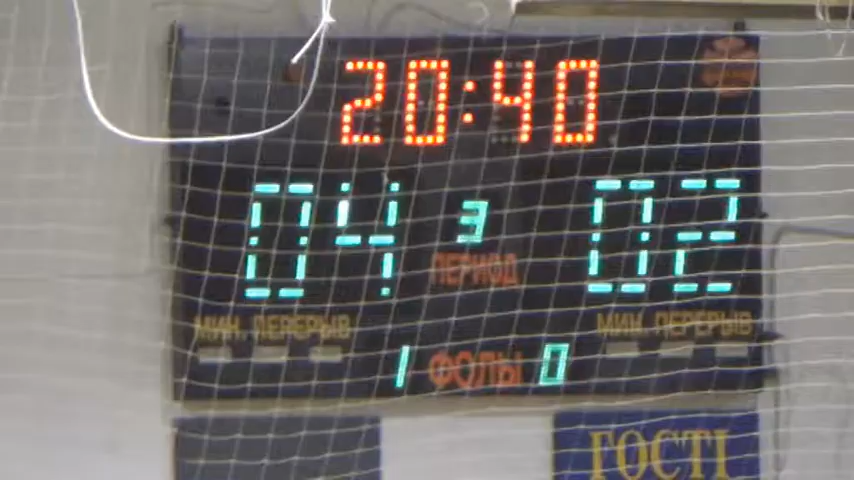 20:40
04 3 02
ПЕРИОД
МИН. ПЕРЕРЫВ МИН. ПЕРЕРЫВ
1 ФОЛЫ 0
ГОСТІ